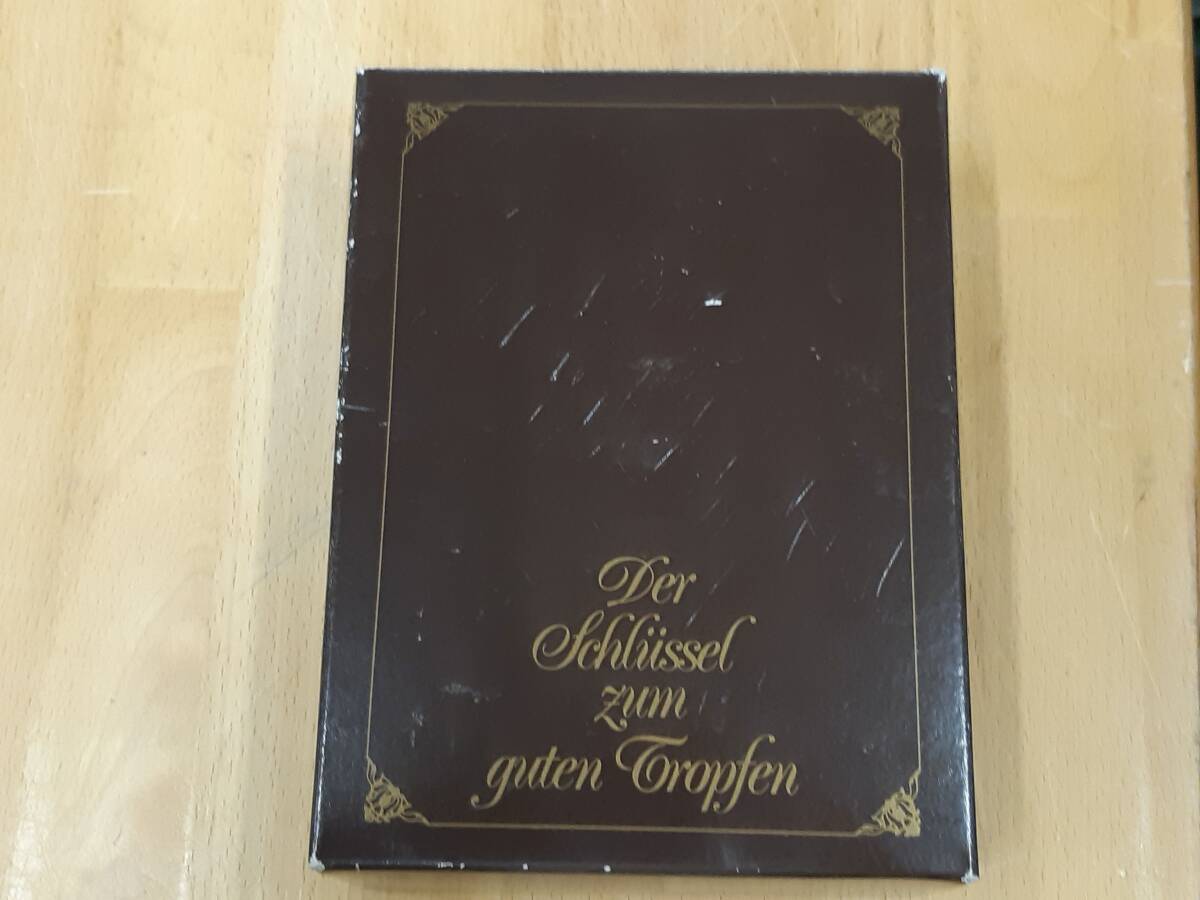 Der
Schlüssel
zum
guten Tropfen